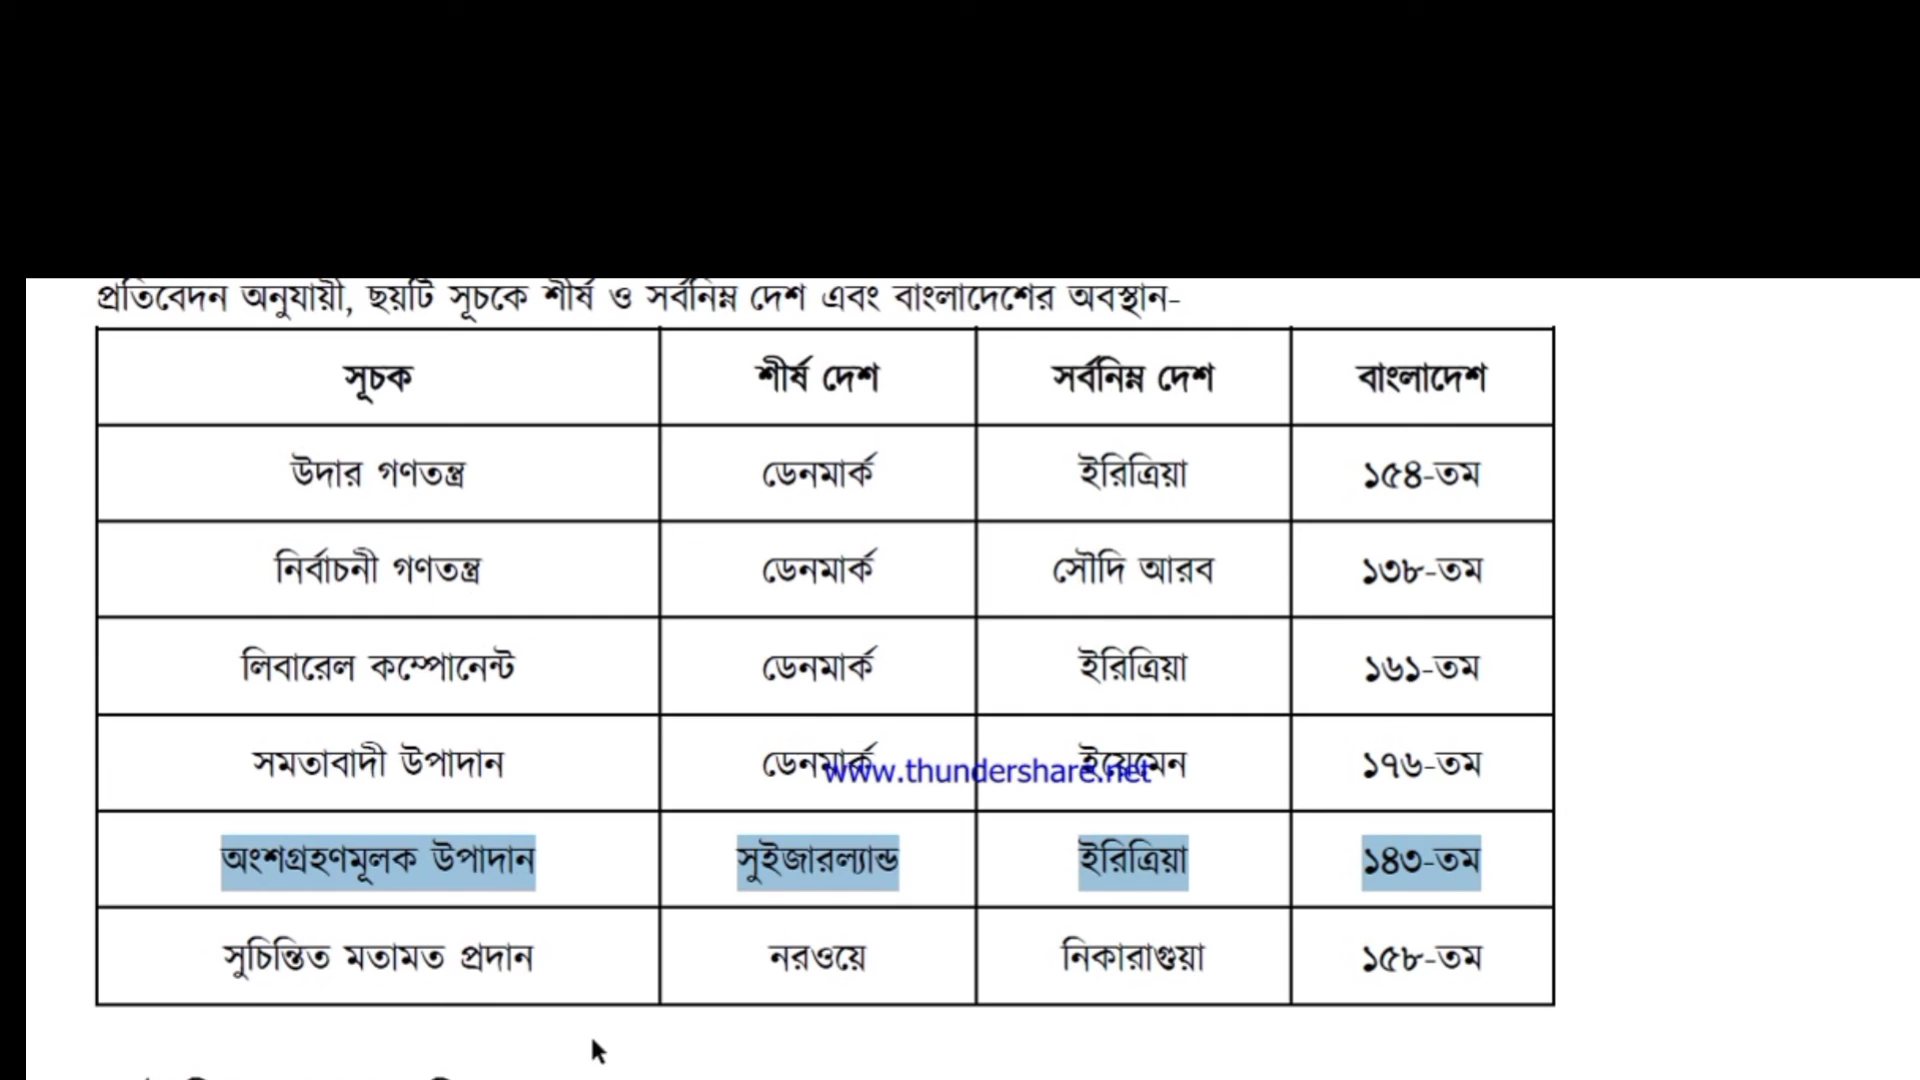 প্রতিবেদন অনুযায়ী, ছয়টি সূচকে শীর্ষ ও সর্বনিম্ন দেশ এবং বাংলাদেশের অবস্থান-
সূচক শীর্ষ দেশ সর্বনিম্ন দেশ বাংলাদেশ
উদার গণতন্ত্র ডেনমার্ক ইরিত্রিয়া ১৫৪-তম
নির্বাচনী গণতন্ত্র ডেনমার্ক সৌদি আরব ১৩৮-তম
লিবারেল কম্পোনেন্ট ডেনমার্ক ইরিত্রিয়া ১৬১-তম
সমতাবাদী উপাদান ডেনমার্ক ইয়েমেন ১৭৬-তম
www.thundershare.net
অংশগ্রহণমূলক উপাদান সুইজারল্যান্ড ইরিত্রিয়া ১৪৩-তম
সুচিন্তিত মতামত প্রদান নরওয়ে নিকারাগুয়া ১৫৮-তম